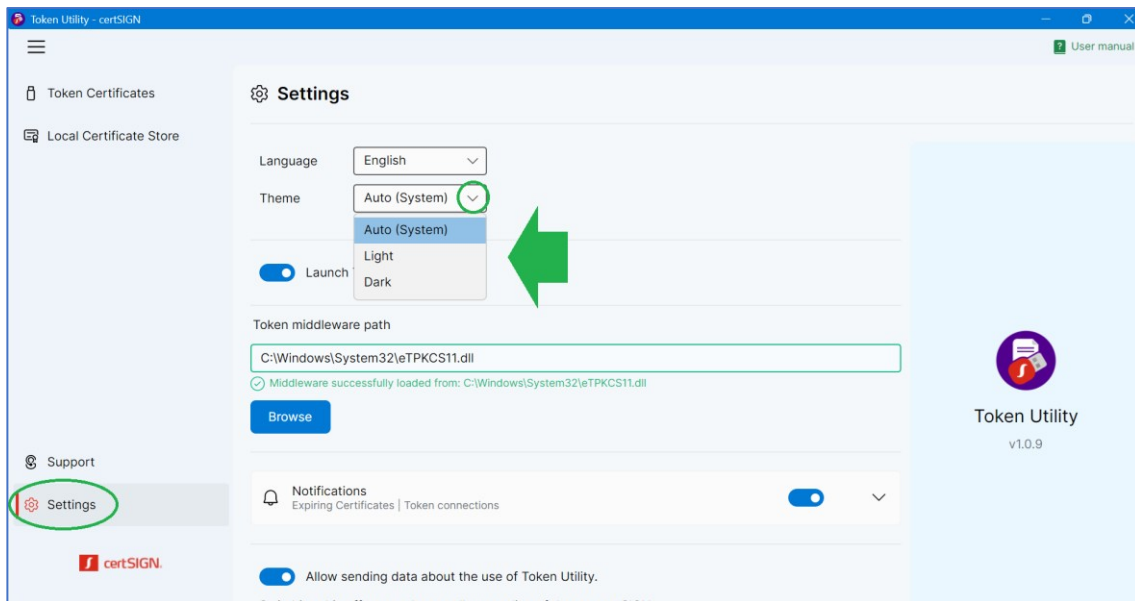 Token Utility - certSIGN
User manual
Token Certificates
Local Certificate Store
Settings
Language English
Theme Auto (System)
Auto (System)
Light
Dark
Launch
Token middleware path
C:\Windows\System32\eTPKCS11.dll
Middleware successfully loaded from: C:\Windows\System32\eTPKCS11.dll
Browse
Token Utility
v1.0.9
Support
Settings
Notifications
Expiring Certificates | Token connections
certSIGN.
Allow sending data about the use of Token Utility.